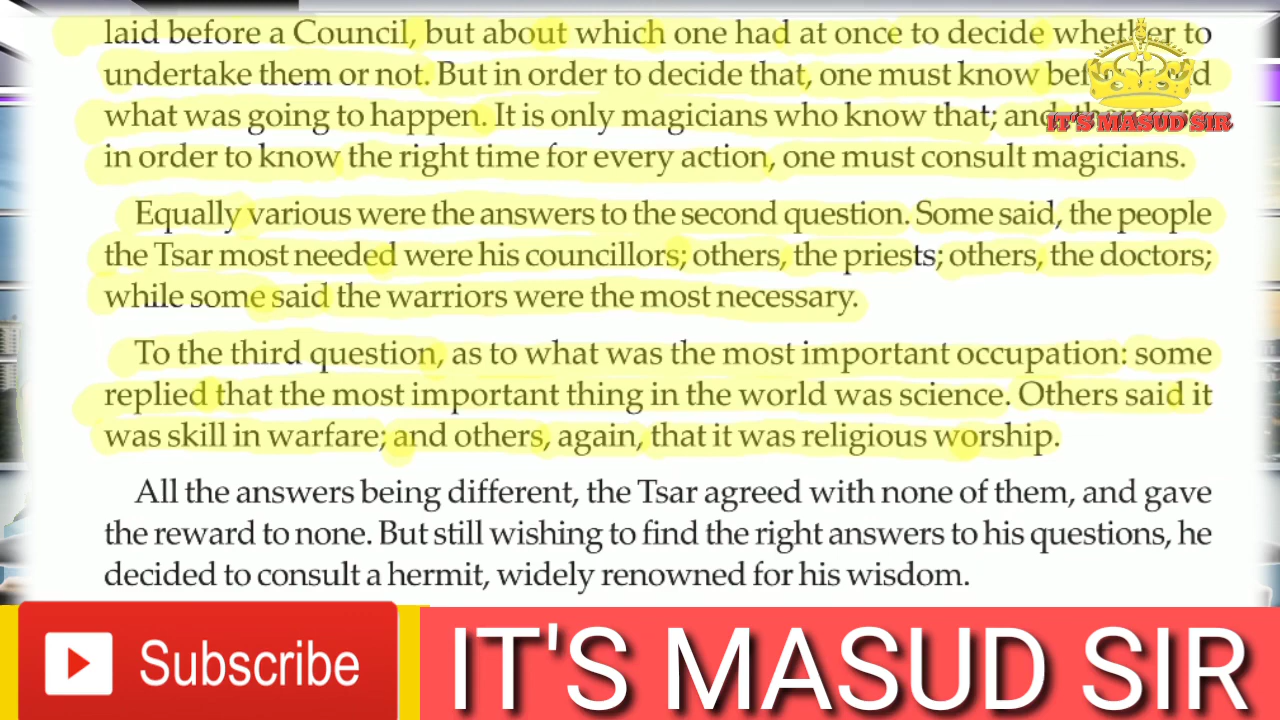 laid before a Council, but about which one had at once to decide whether to
undertake them or not. But in order to decide that, one must know
what was going to happen. It is only magicians who know that; and
in order to know the right time for every action, one must consult magicians.
Equally various were the answers to the second question. Some said, the people
the Tsar most needed were his councillors; others, the priests; others, the doctors;
while some said the warriors were the most necessary.
To the third question, as to what was the most important occupation: some
replied that the most important thing in the world was science. Others said it
was skill in warfare; and others, again, that it was religious worship.
All the answers being different, the Tsar agreed with none of them, and gave
the reward to none. But still wishing to find the right answers to his questions, he
decided to consult a hermit, widely renowned for his wisdom.
IT'S MASUD SIR
Subscribe
IT'S MASUD SIR